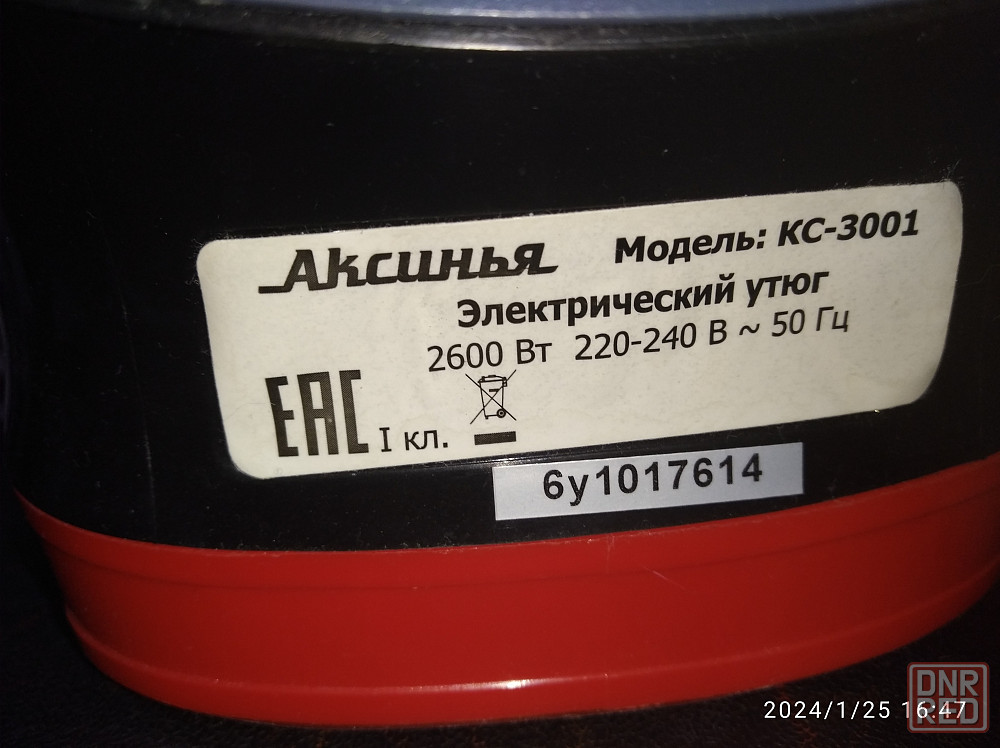 Аксинья Модель: КС-3001
Электрический утюг
2600 Вт 220-240 В ~ 50 Гц
EAC I кл.
6у1017614
2024/1/25 16:47
DNR
RED